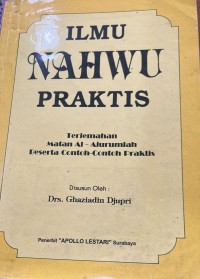 ILMU
NAHWU
PRAKTIS
Terjemahan
Matan Al - Ajurumiah
Beserta Contoh-Contoh Praktis
Disusun Oleh :
Drs. Ghaziadin Djupri
Penerbit "APOLLO LESTARI" Surabaya